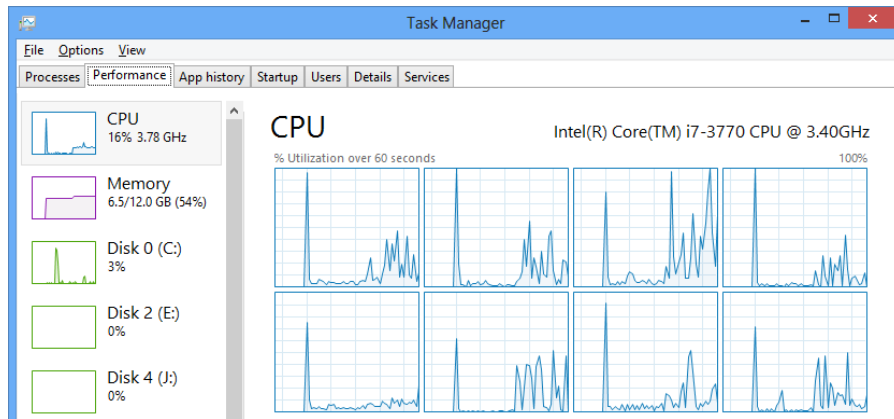 Task Manager
File Options View
Processes Performance App history Startup Users Details Services
CPU
16% 3.78 GHz
Memory
6.5/12.0 GB (54%)
Disk 0 (C:)
3%
Disk 2 (E:)
0%
Disk 4 (J:)
0%
CPU Intel(R) Core(TM) i7-3770 CPU @ 3.40GHz
% Utilization over 60 seconds 100%